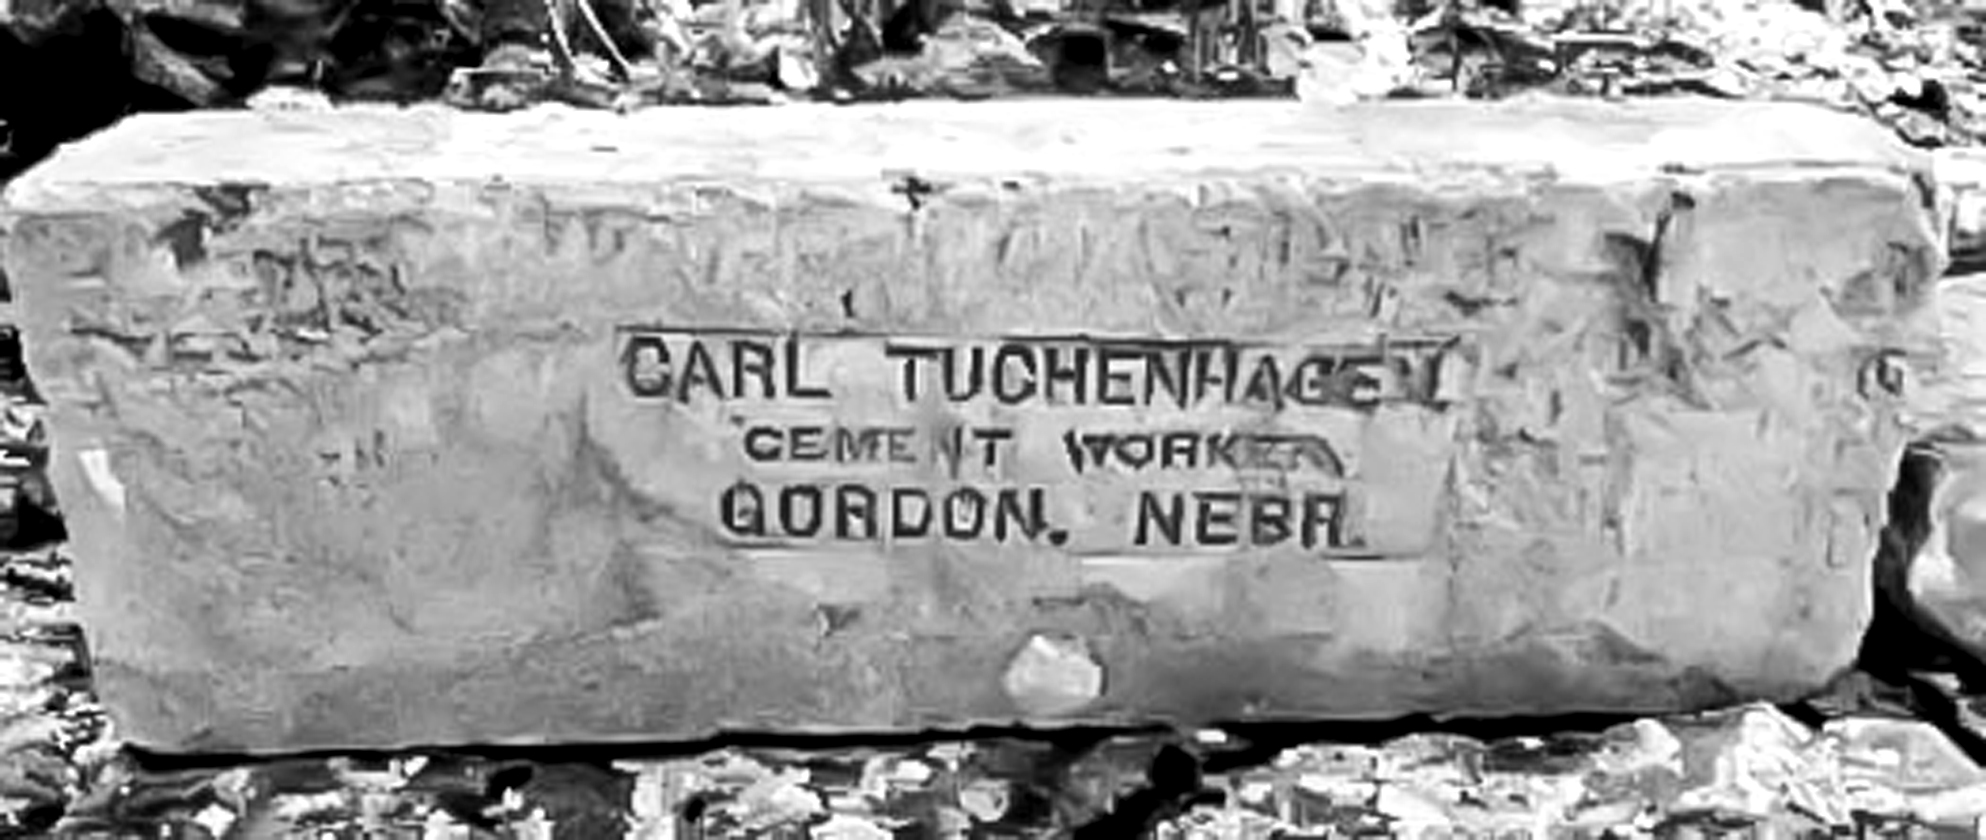 CARL TUCHENHAGEN
CEMENT WORKER
GORDON. NEBR.